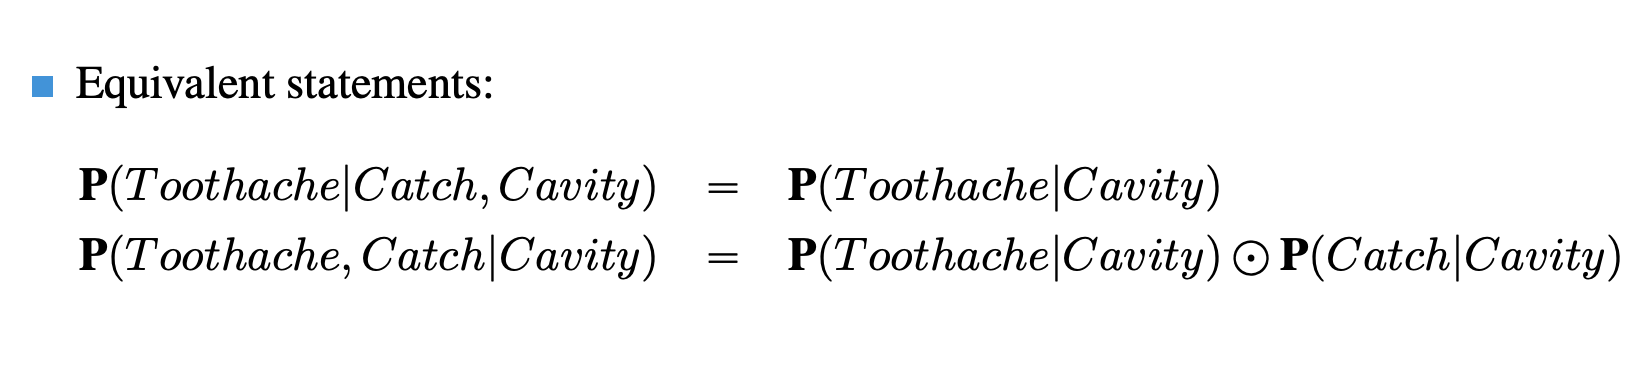 Equivalent statements:
P(Toothache|Catch, Cavity) = P(Toothache|Cavity)
P(Toothache, Catch|Cavity) = P(Toothache|Cavity) ⊙ P(Catch|Cavity)